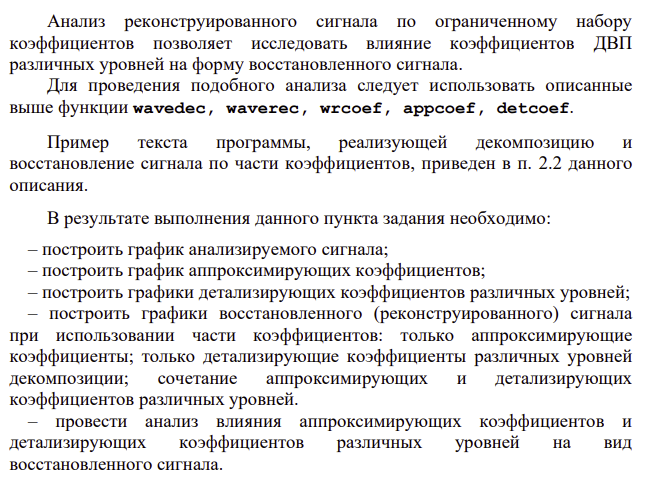 Анализ реконструированного сигнала по ограниченному набору
коэффициентов позволяет исследовать влияние коэффициентов ДВП
различных уровней на форму восстановленного сигнала.
Для проведения подобного анализа следует использовать описанные
выше функции wavedec, waverec, wrcoef, appcoef, detcoef.
Пример текста программы, реализующей декомпозицию и
восстановление сигнала по части коэффициентов, приведен в п. 2.2 данного
описания.
В результате выполнения данного пункта задания необходимо:
– построить график анализируемого сигнала;
– построить график аппроксимирующих коэффициентов;
– построить графики детализирующих коэффициентов различных уровней;
– построить графики восстановленного (реконструированного) сигнала
при использовании части коэффициентов: только аппроксимирующие
коэффициенты; только детализирующие коэффициенты различных уровней
декомпозиции; сочетание аппроксимирующих и детализирующих
коэффициентов различных уровней.
– провести анализ влияния аппроксимирующих коэффициентов и
детализирующих коэффициентов различных уровней на вид
восстановленного сигнала.